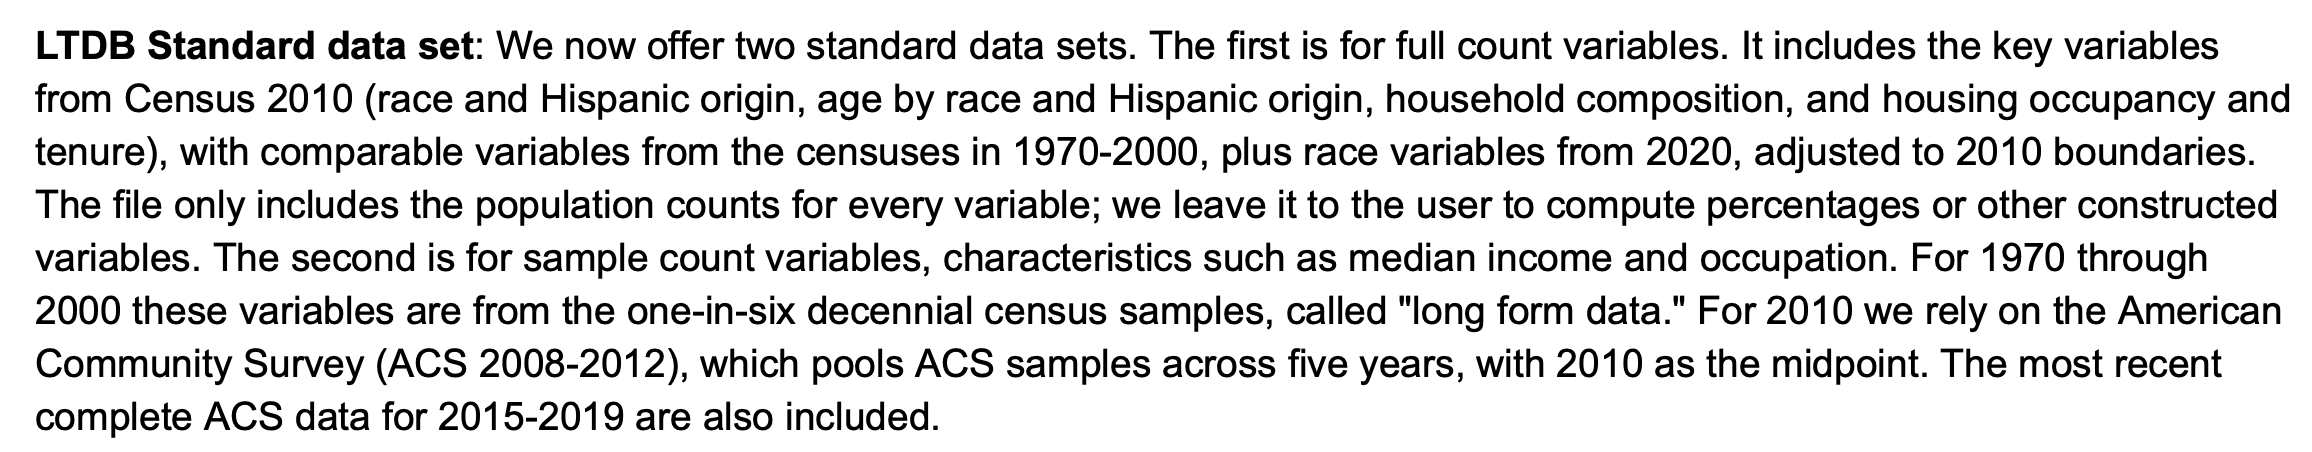 LTDB Standard data set: We now offer two standard data sets. The first is for full count variables. It includes the key variables
from Census 2010 (race and Hispanic origin, age by race and Hispanic origin, household composition, and housing occupancy and
tenure), with comparable variables from the censuses in 1970-2000, plus race variables from 2020, adjusted to 2010 boundaries.
The file only includes the population counts for every variable; we leave it to the user to compute percentages or other constructed
variables. The second is for sample count variables, characteristics such as median income and occupation. For 1970 through
2000 these variables are from the one-in-six decennial census samples, called "long form data." For 2010 we rely on the American
Community Survey (ACS 2008-2012), which pools ACS samples across five years, with 2010 as the midpoint. The most recent
complete ACS data for 2015-2019 are also included.